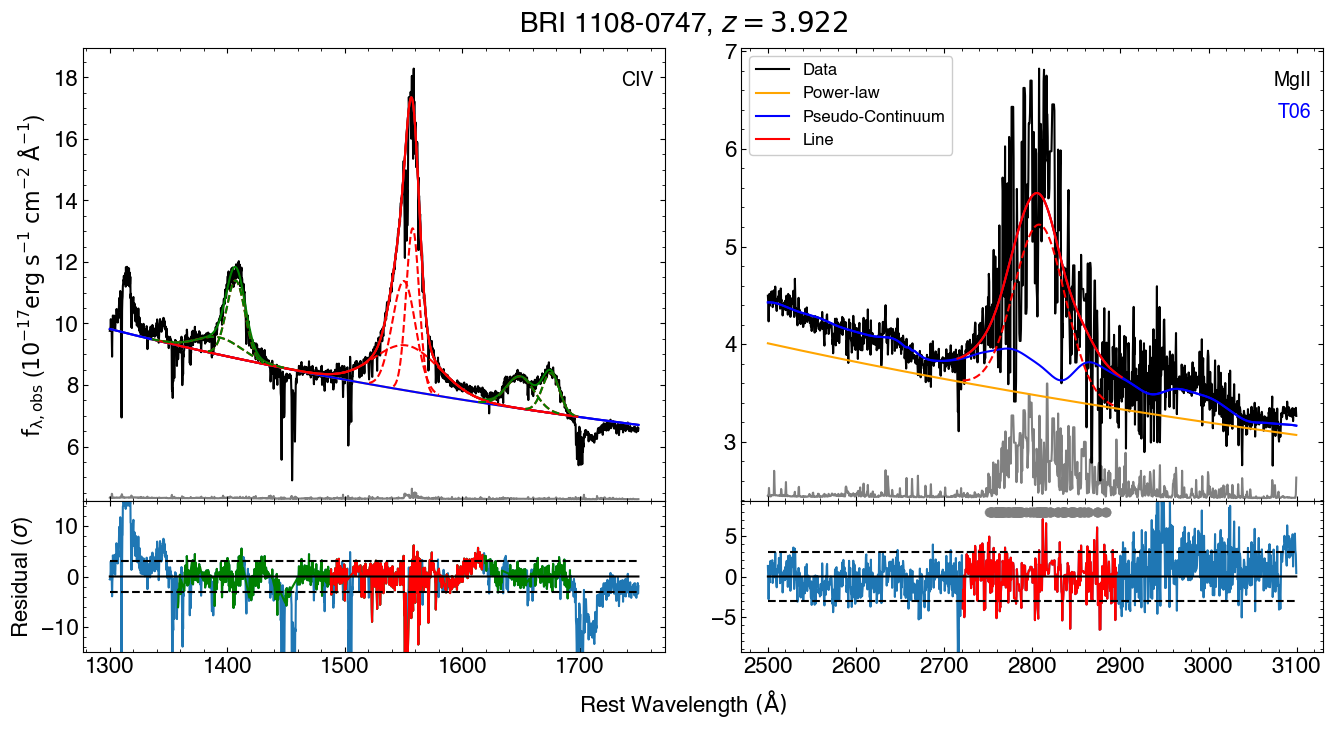 BRI 1108-0747, z = 3.922
CIV
18
16
14
12
10
8
6
f_{λ,obs} (10^{−17}erg s^{−1} cm^{−2} Å^{−1})
10
0
−10
Residual (σ)
1300 1400 1500 1600 1700
7
6
5
4
3
Data
Power-law
Pseudo-Continuum
Line
MgII
T06
5
0
−5
2500 2600 2700 2800 2900 3000 3100
Rest Wavelength (Å)